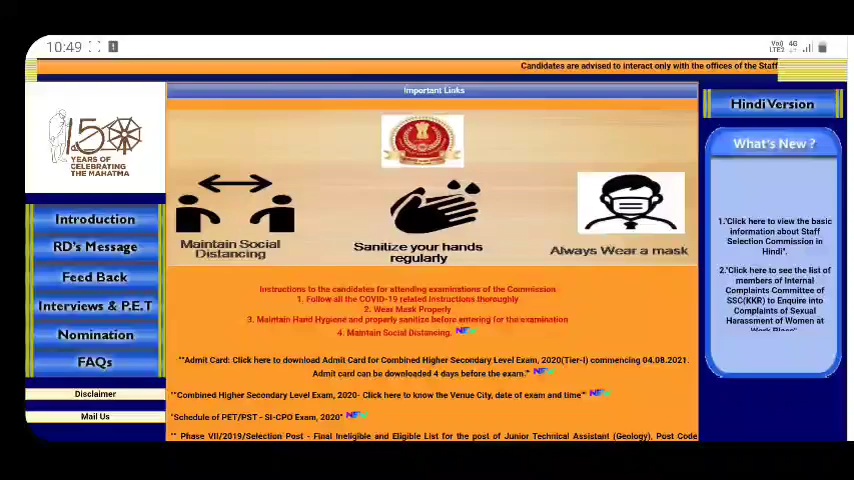 10:49
Vo)) 4G
LTE2
Candidates are advised to interact only with the offices of the Staff
Important Links
Hindi Version
150
YEARS OF
CELEBRATING
THE MAHATMA
What's New ?
Maintain Social
Distancing
Sanitize your hands
regularly
Always Wear a mask
Introduction
RD's Message
Feed Back
Interviews & P.E.T
Nomination
FAQs
Disclaimer
Mail Us
Instructions to the candidates for attending examinations of the Commission
1. Follow all the COVID-19 related instructions thoroughly
2. Wear Mask Properly
3. Maintain Hand Hygiene and properly sanitize before entering for the examination
4. Maintain Social Distancing. NEW
"Admit Card: Click here to download Admit Card for Combined Higher Secondary Level Exam, 2020(Tier-I) commencing 04.08.2021.
Admit card can be downloaded 4 days before the exam." NEW
"Combined Higher Secondary Level Exam, 2020- Click here to know the Venue City, date of exam and time" NEW
"Schedule of PET/PST - SI-CPO Exam, 2020" NEW
"" Phase VII/2019/Selection Post - Final Ineligible and Eligible List for the post of Junior Technical Assistant (Geology), Post Code
1."Click here to view the basic
information about Staff
Selection Commission in
Hindi".
2."Click here to see the list of
members of Internal
Complaints Committee of
SSC(KKR) to Enquire into
Complaints of Sexual
Harassment of Women at
Work Place"